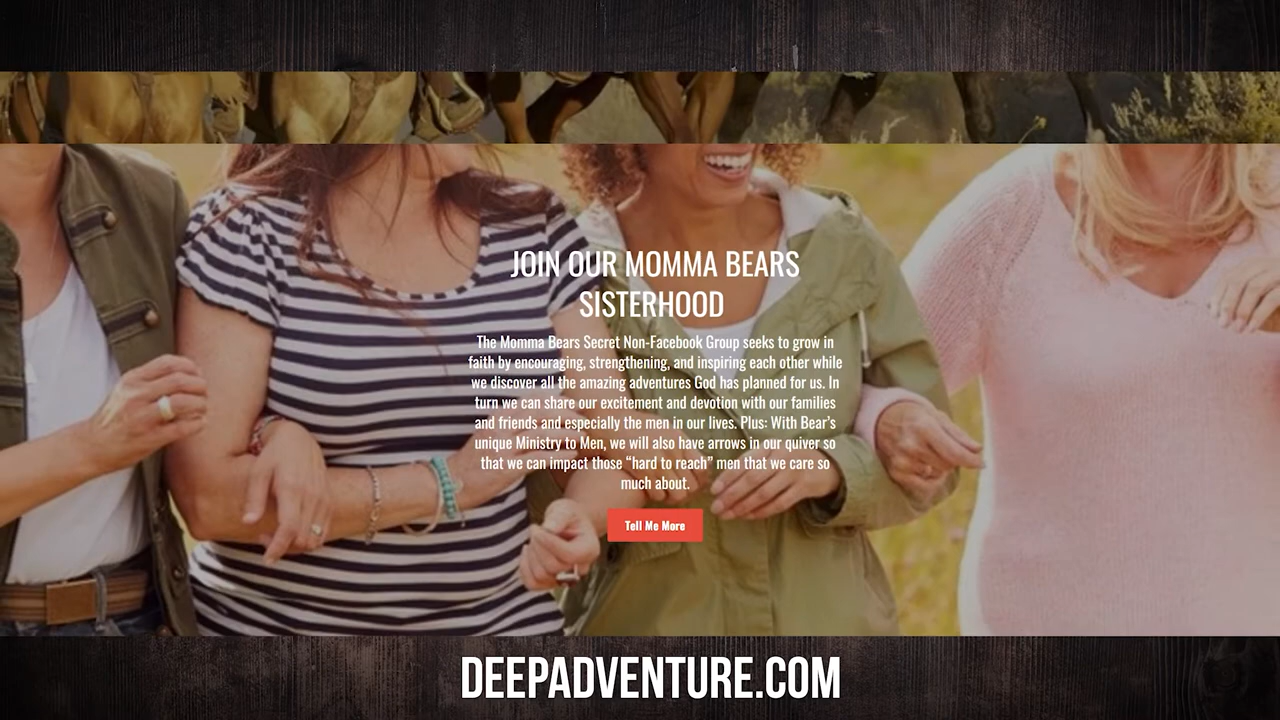 JOIN OUR MOMMA BEARS
SISTERHOOD
The Momma Bears Secret Non-Facebook Group seeks to grow in
faith by encouraging, strengthening, and inspiring each other while
we discover all the amazing adventures God has planned for us. In
turn we can share our excitement and devotion with our families
and friends and especially the men in our lives. Plus: With Bear’s
unique Ministry to Men, we will also have arrows in our quiver so
that we can impact those “hard to reach” men that we care so
much about.
Tell Me More
DEEPADVENTURE.COM